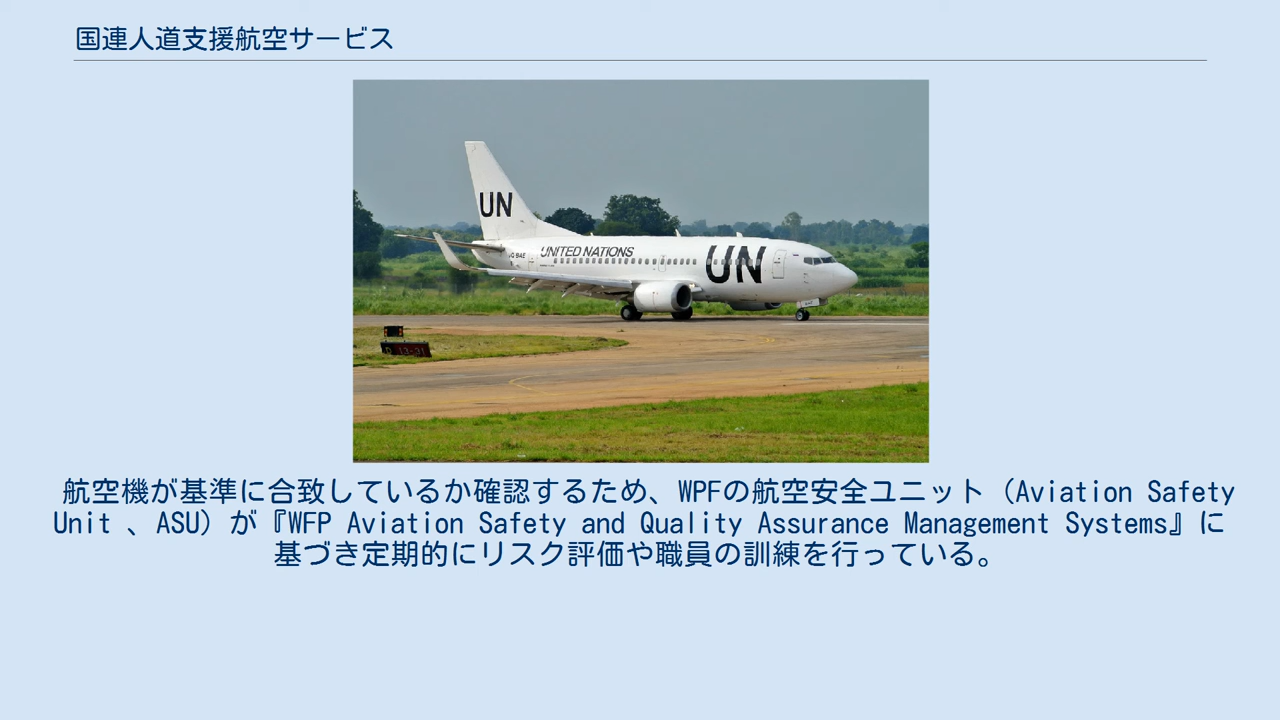 国連人道支援航空サービス
UN
UNITED NATIONS
UN
航空機が基準に合致しているか確認するため、WPFの航空安全ユニット（Aviation Safety
Unit 、ASU）が『WFP Aviation Safety and Quality Assurance Management Systems』に
基づき定期的にリスク評価や職員の訓練を行っている。